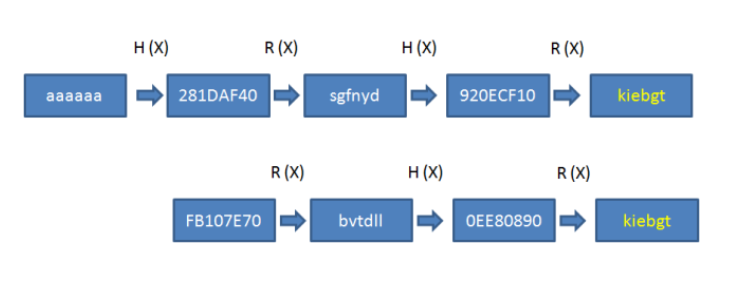 H (X) R (X) H (X) R (X)
aaaaaa 281DAF40 sgfnyd 920ECF10 kiebgt
R (X) H (X) R (X)
FB107E70 bvtdll 0EE80890 kiebgt